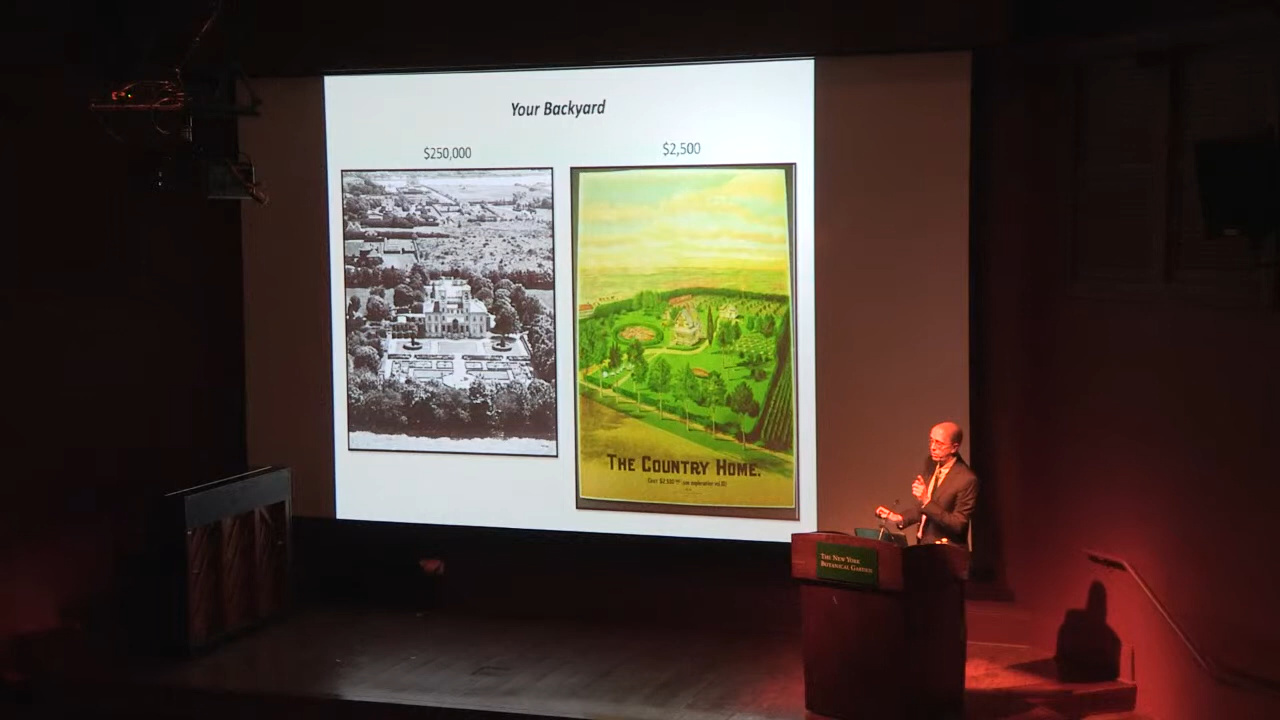 Your Backyard
$250,000
$2,500
THE COUNTRY HOME.
THE NEW YORK
BOTANICAL GARDEN